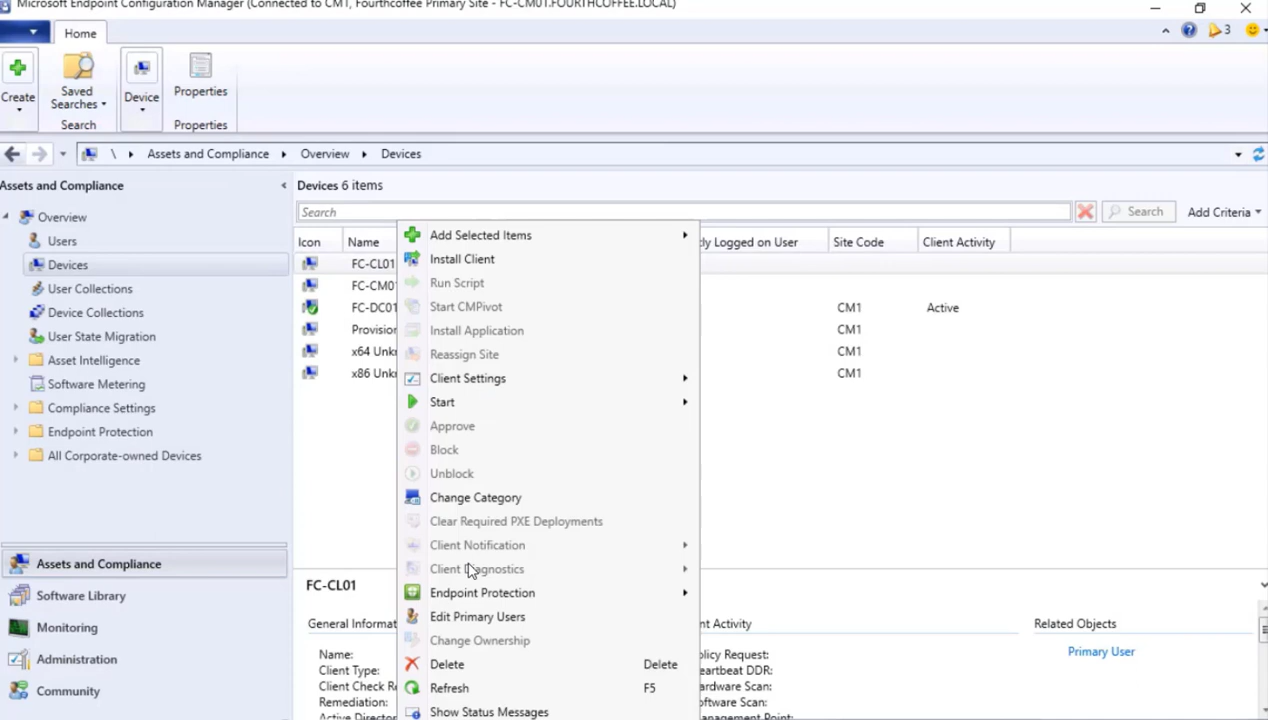 Microsoft Endpoint Configuration Manager (Connected to CM1, Fourthcoffee Primary Site - FC-CM01.FOURTHCOFFEE.LOCAL)
Home
3
Create
Saved Searches
Device
Properties
Search
Properties
\ Assets and Compliance Overview Devices
Assets and Compliance
Overview
Users
Devices
User Collections
Device Collections
User State Migration
Asset Intelligence
Software Metering
Compliance Settings
Endpoint Protection
All Corporate-owned Devices
Assets and Compliance
Software Library
Monitoring
Administration
Community
Devices 6 items
Search
Search
Add Criteria
Icon Name ly Logged on User Site Code Client Activity
FC-CL01
FC-CM0
FC-DC01 CM1 Active
Provision CM1
x64 Unk CM1
x86 Unk CM1
Add Selected Items
Install Client
Run Script
Start CMPivot
Install Application
Reassign Site
Client Settings
Start
Approve
Block
Unblock
Change Category
Clear Required PXE Deployments
Client Notification
Client Diagnostics
Endpoint Protection
Edit Primary Users
Change Ownership
Delete Delete
Refresh F5
Show Status Messages
FC-CL01
General Informat
Name:
Client Type:
Client Check R
Remediation:
Active Director
nt Activity
olicy Request:
eartbeat DDR:
ardware Scan:
oftware Scan:
anagement Point:
Related Objects
Primary User